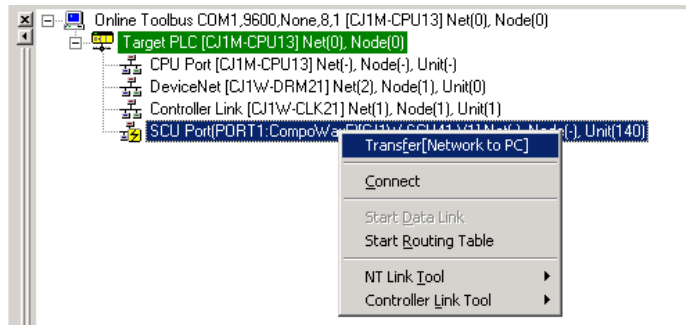 Online Toolbus COM1,9600,None,8,1 [CJ1M-CPU13] Net(0), Node(0)
Target PLC [CJ1M-CPU13] Net(0), Node(0)
CPU Port [CJ1M-CPU13] Net(-), Node(-), Unit(-)
DeviceNet [CJ1W-DRM21] Net(2), Node(1), Unit(0)
Controller Link [CJ1W-CLK21] Net(1), Node(1), Unit(1)
SCU Port(PORT1:CompoWay Unit(140)
Transfer[Network to PC]
Connect
Start Data Link
Start Routing Table
NT Link Tool
Controller Link Tool